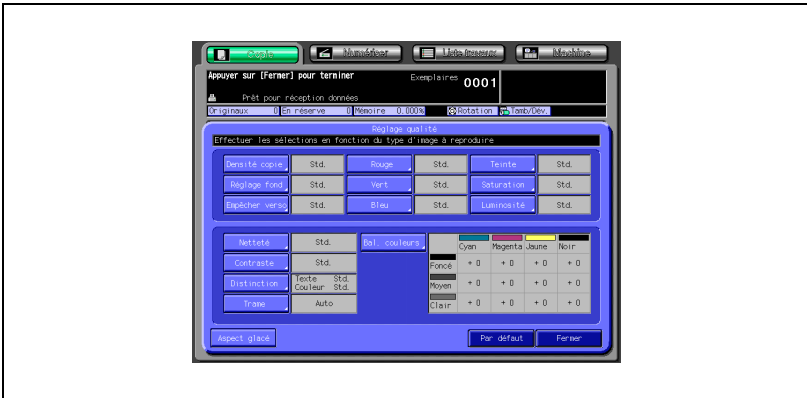 Copie Numériser Liste travaux Machine
Appuyer sur [Fermer] pour terminer Exemplaires 0001
Prêt pour réception données
Originaux 0 En réserve 0 Mémoire 0.000% Rotation Tamb/Dév.
Réglage qualité
Effectuer les sélections en fonction du type d'image à reproduire
Densité copie Std. Rouge Std. Teinte Std.
Réglage fond Std. Vert Std. Saturation Std.
Empêcher verso Std. Bleu Std. Luminosité Std.
Netteté Std. Bal. couleurs Cyan Magenta Jaune Noir
Contraste Std. Foncé + 0 + 0 + 0 + 0
Distinction Texte Std. Couleur Std. Moyen + 0 + 0 + 0 + 0
Trame Auto Clair + 0 + 0 + 0 + 0
Aspect glacé Par défaut Fermer